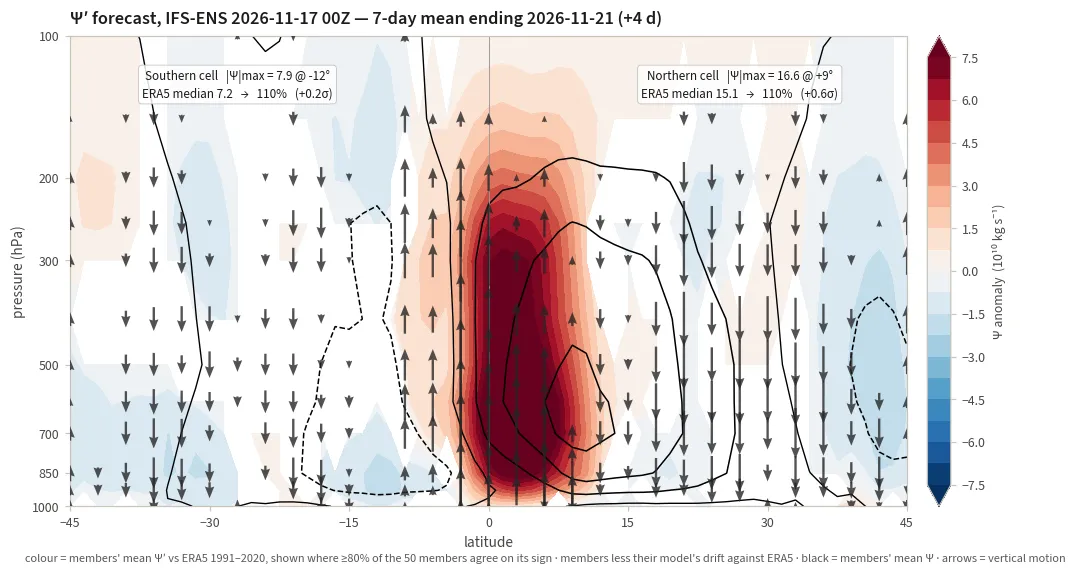 Ψ′ forecast, IFS-ENS 2026-11-17 00Z — 7-day mean ending 2026-11-21 (+4 d)
Southern cell |Ψ|max = 7.9 @ -12°
ERA5 median 7.2 → 110% (+0.2σ)
Northern cell |Ψ|max = 16.6 @ +9°
ERA5 median 15.1 → 110% (+0.6σ)
pressure (hPa)
100
200
300
500
700
850
1000
−45
−30
−15
0
15
30
45
latitude
7.5
6.0
4.5
3.0
1.5
0.0
−1.5
−3.0
−4.5
−6.0
−7.5
Ψ anomaly (10¹⁰ kg s⁻¹)
colour = members' mean Ψ′ vs ERA5 1991–2020, shown where ≥80% of the 50 members agree on its sign · members less their model's drift against ERA5 · black = members' mean Ψ · arrows = vertical motion